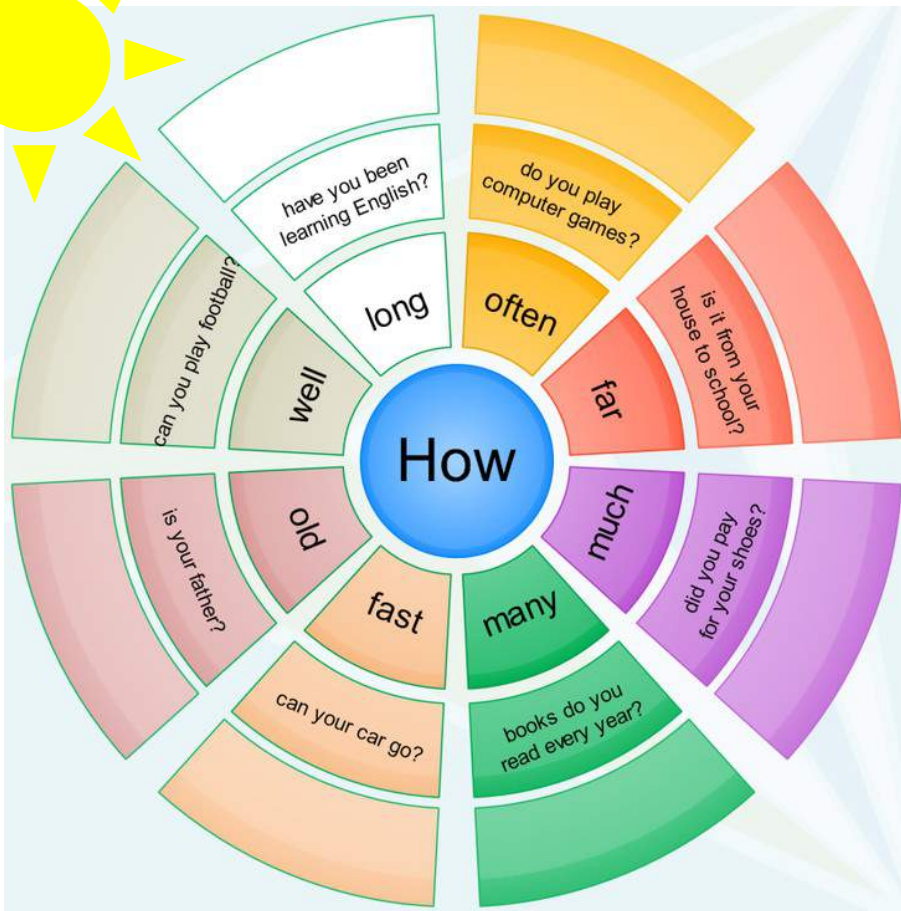 How
often
do you play
computer games?
far
is it from your
house to school?
much
did you pay
for your shoes?
many
books do you
read every year?
fast
can your car go?
old
is your father?
well
can you play football?
long
have you been
learning English?